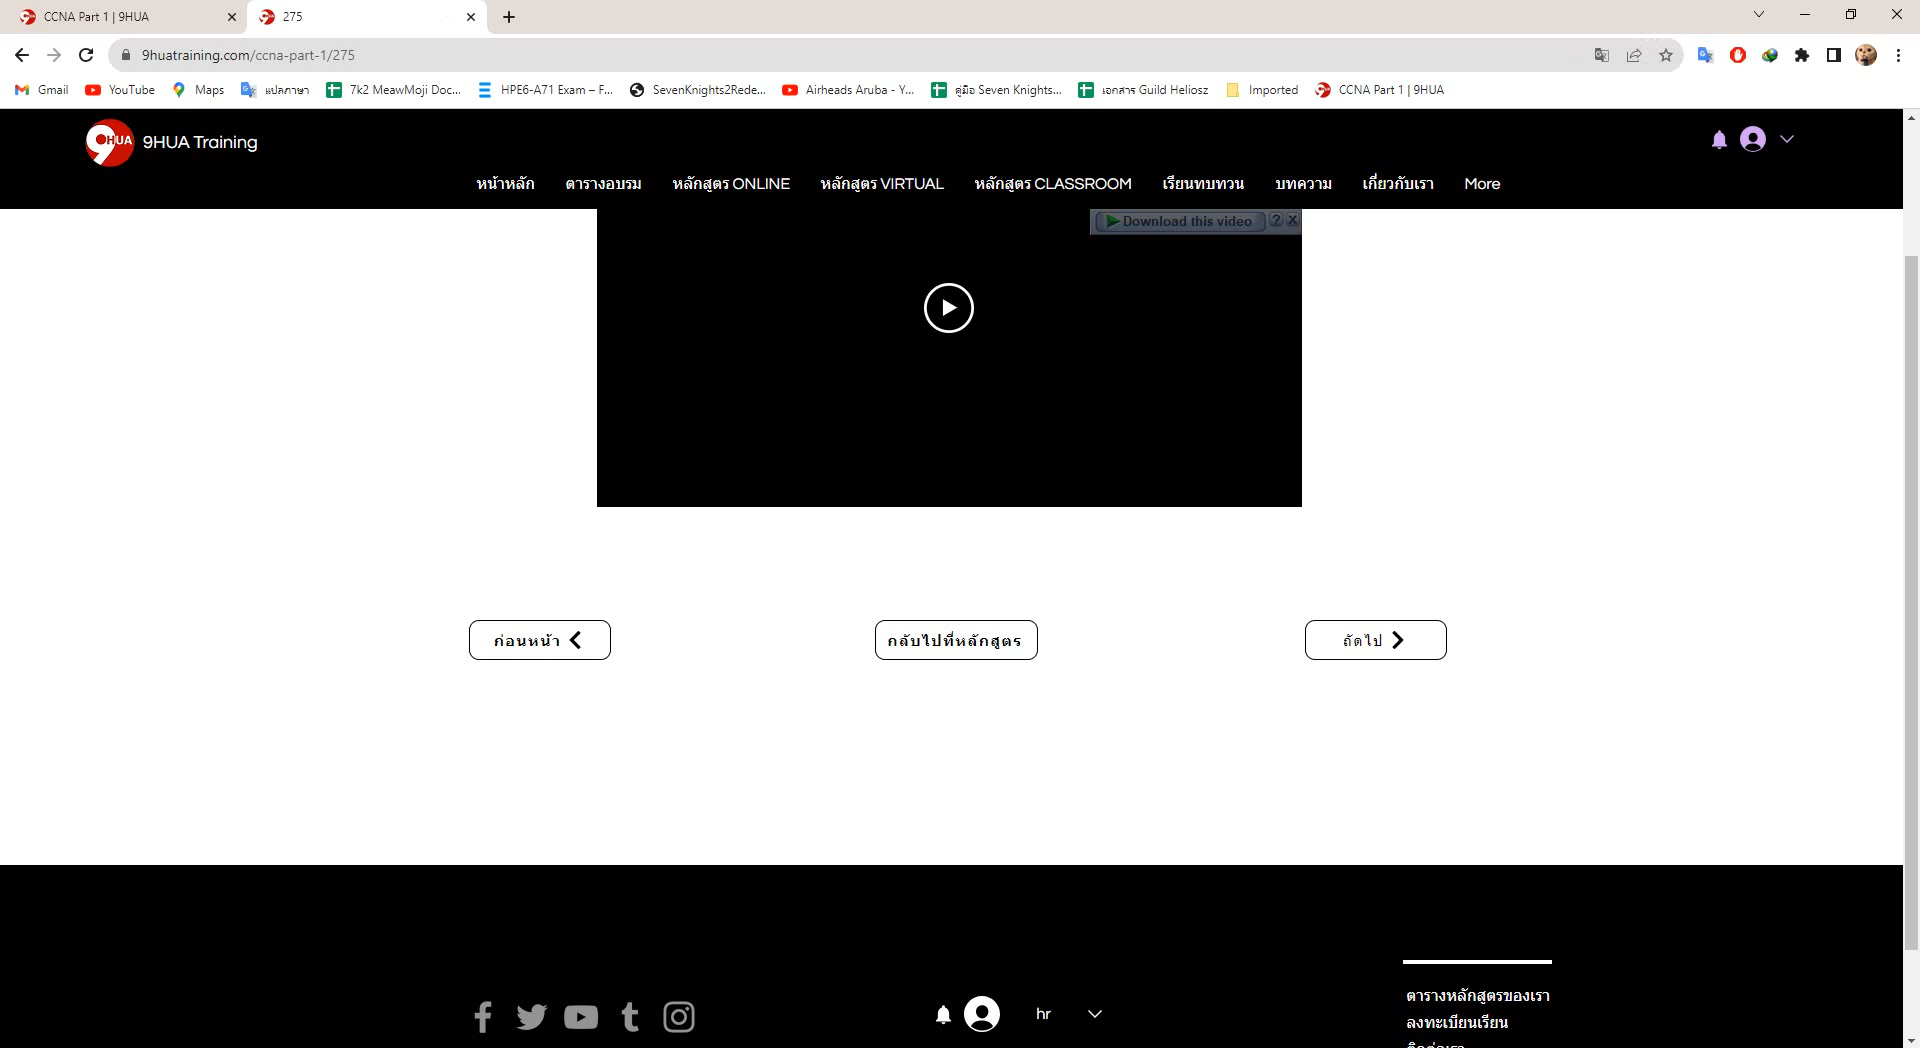 CCNA Part 1 | 9HUA
275
9huatraining.com/ccna-part-1/275
Gmail
YouTube
Maps
แปลภาษา
7k2 MeawMoji Doc...
HPE6-A71 Exam – F...
SevenKnights2Rede...
Airheads Aruba - Y...
คู่มือ Seven Knights...
เอกสาร Guild Heliosz
Imported
CCNA Part 1 | 9HUA
9HUA
9HUA Training
หน้าหลัก
ตารางอบรม
หลักสูตร ONLINE
หลักสูตร VIRTUAL
หลักสูตร CLASSROOM
เรียนทบทวน
บทความ
เกี่ยวกับเรา
More
Download this video
ก่อนหน้า
กลับไปที่หลักสูตร
ถัดไป
hr
ตารางหลักสูตรของเรา
ลงทะเบียนเรียน